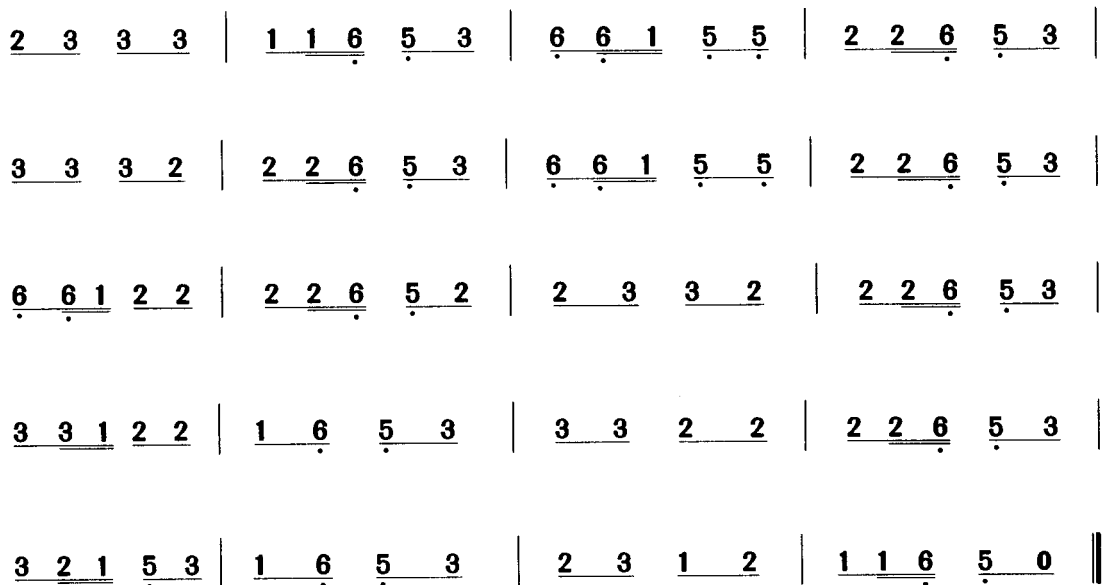 2 3 3 3 | 1 1 6̣ 5̣ 3 | 6̣ 6̣ 1 5̣ 5̣ | 2 2 6̣ 5̣ 3 |
3 3 3 2 | 2 2 6̣ 5̣ 3 | 6̣ 6̣ 1 5̣ 5̣ | 2 2 6̣ 5̣ 3 |
6̣ 6̣ 1 2 2 | 2 2 6̣ 5̣ 2 | 2 3 3 2 | 2 2 6̣ 5̣ 3 |
3 3 1 2 2 | 1 6̣ 5̣ 3 | 3 3 2 2 | 2 2 6̣ 5̣ 3 |
3 2 1 5̣ 3 | 1 6̣ 5̣ 3 | 2 3 1 2 | 1 1 6̣ 5̣ 0 ‖